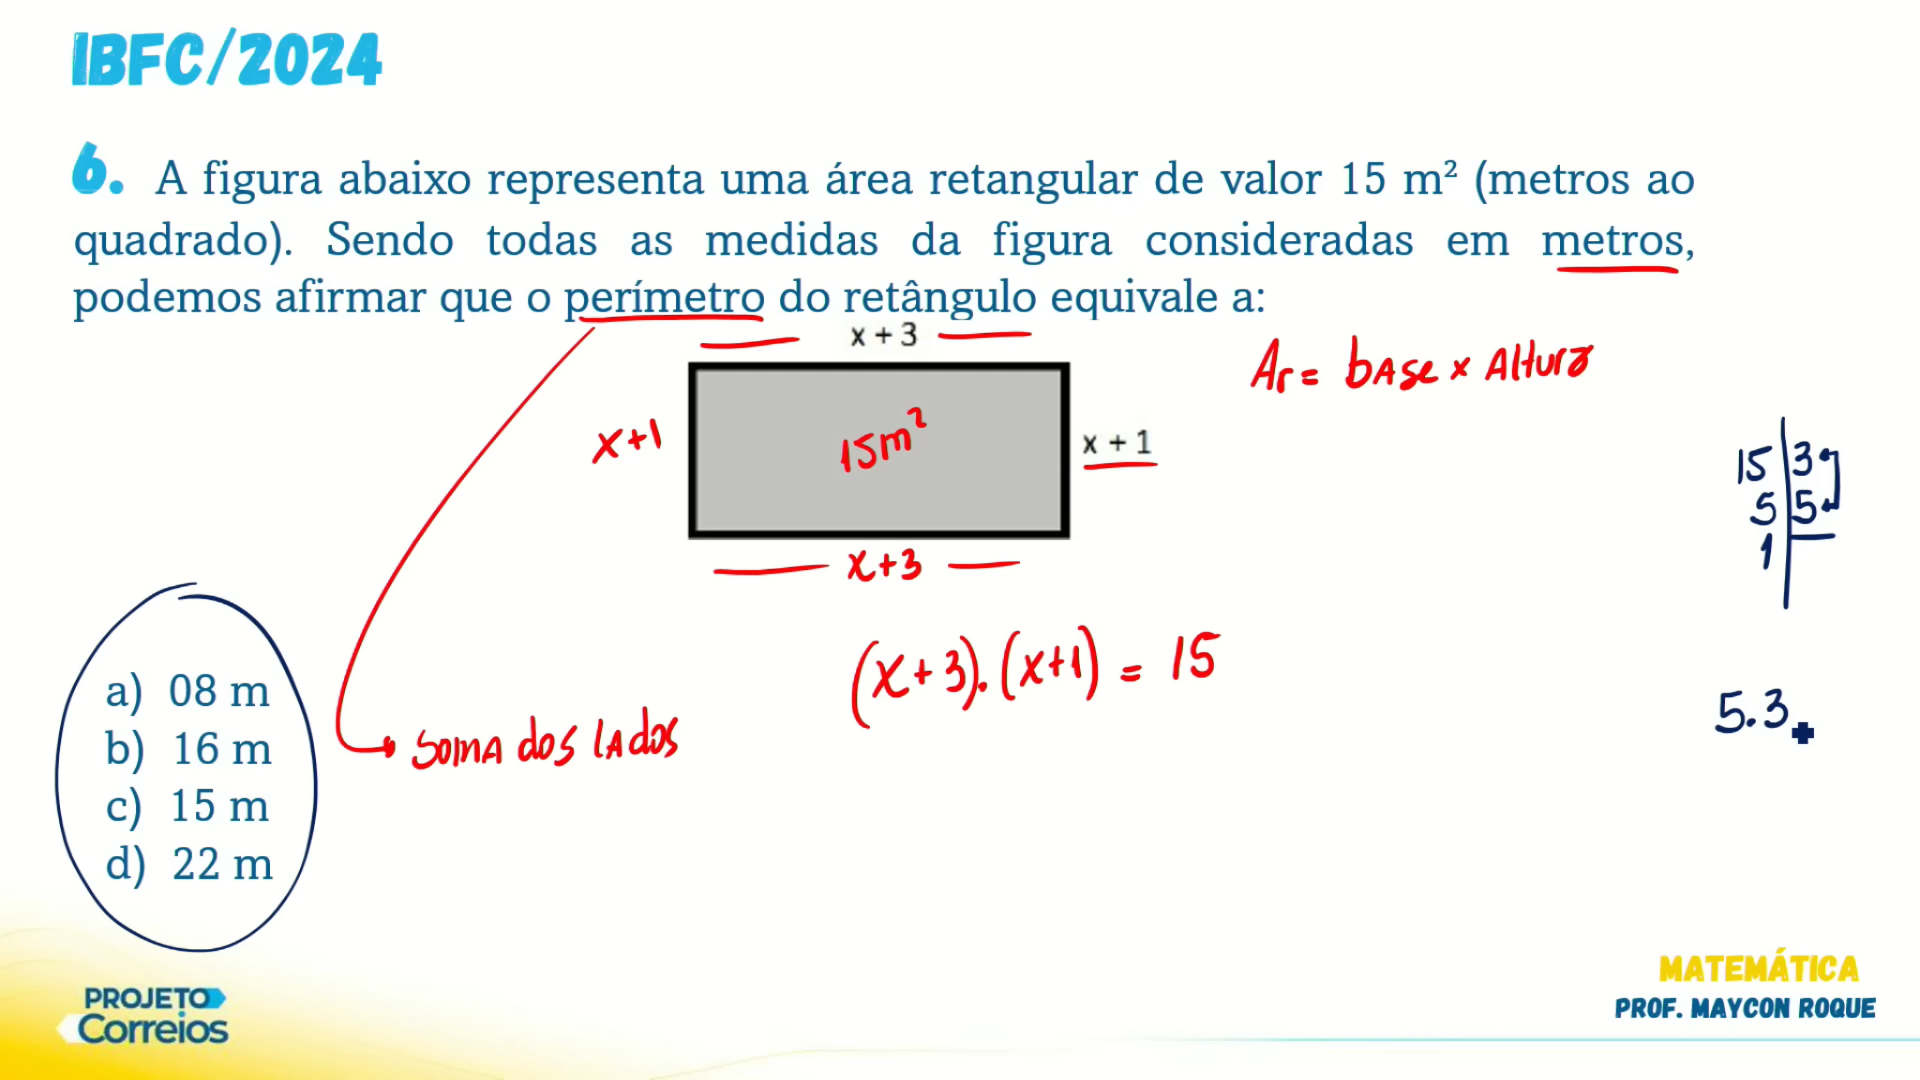 IBFC/2024
6. A figura abaixo representa uma área retangular de valor 15 m² (metros ao
quadrado). Sendo todas as medidas da figura consideradas em metros,
podemos afirmar que o perímetro do retângulo equivale a:
x + 3
Ar = bAse x Altura
x+1
15m²
x + 1
15 3
5 5
1
x+3
(x+3).(x+1) = 15
a) 08 m
b) 16 m
c) 15 m
d) 22 m
5.3
SOMA dos lAdos
MATEMÁTICA
PROF. MAYCON ROQUE
PROJETO
Correios